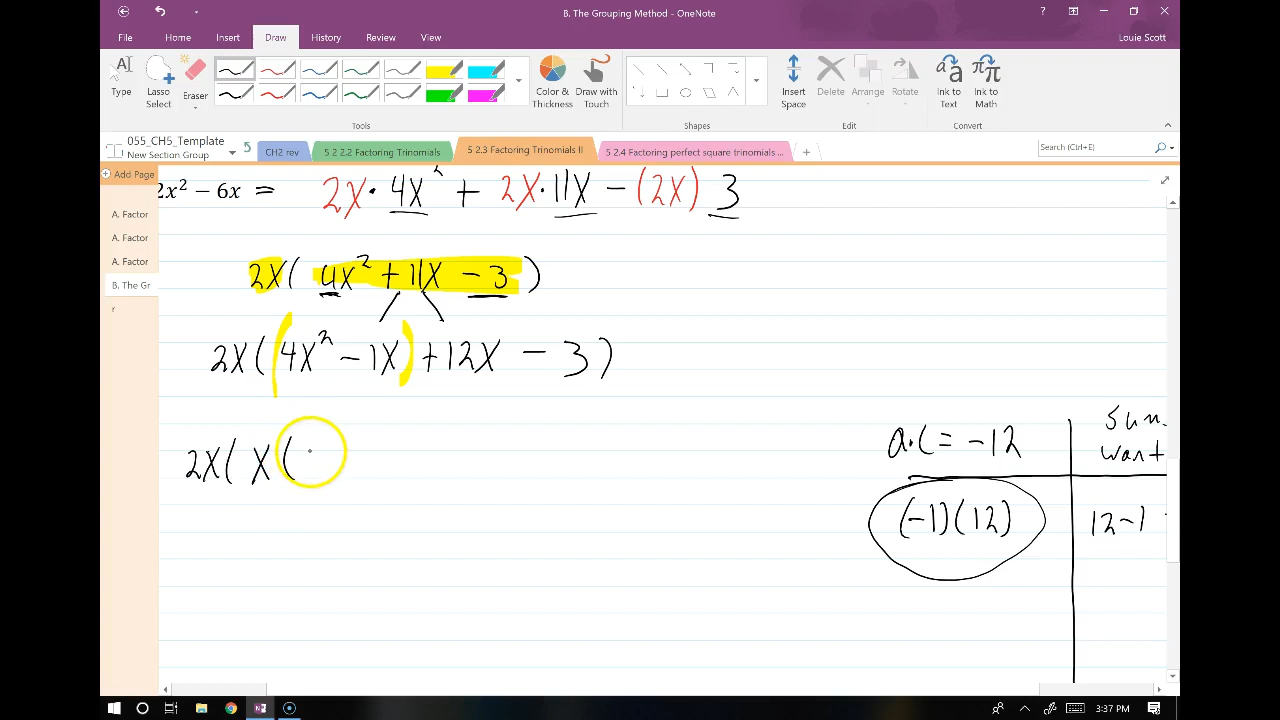 B. The Grouping Method - OneNote
?
File Home Insert Draw History Review View Louie Scott
Type Lasso Select Eraser Color & Thickness Draw with Touch Insert Space Delete Arrange Rotate Ink to Text Ink to Math
Tools Shapes Edit Convert
055_CH5_Template
New Section Group CH2 rev 5 2 2.2 Factoring Trinomials 5 2.3 Factoring Trinomials II 5 2.4 Factoring perfect square trinomials ... + Search (Ctrl+E)
Add Page
A. Factor
A. Factor
A. Factor
B. The Gr
r
2x² − 6x = 2X · 4X² + 2X · 11X − (2X) 3
2X( 4X² + 11X − 3 )
2X( (4X² − 1X) + 12X − 3 )
2X( X (
a·C = −12 Sum
want
(−1)(12) 12−1
3:37 PM